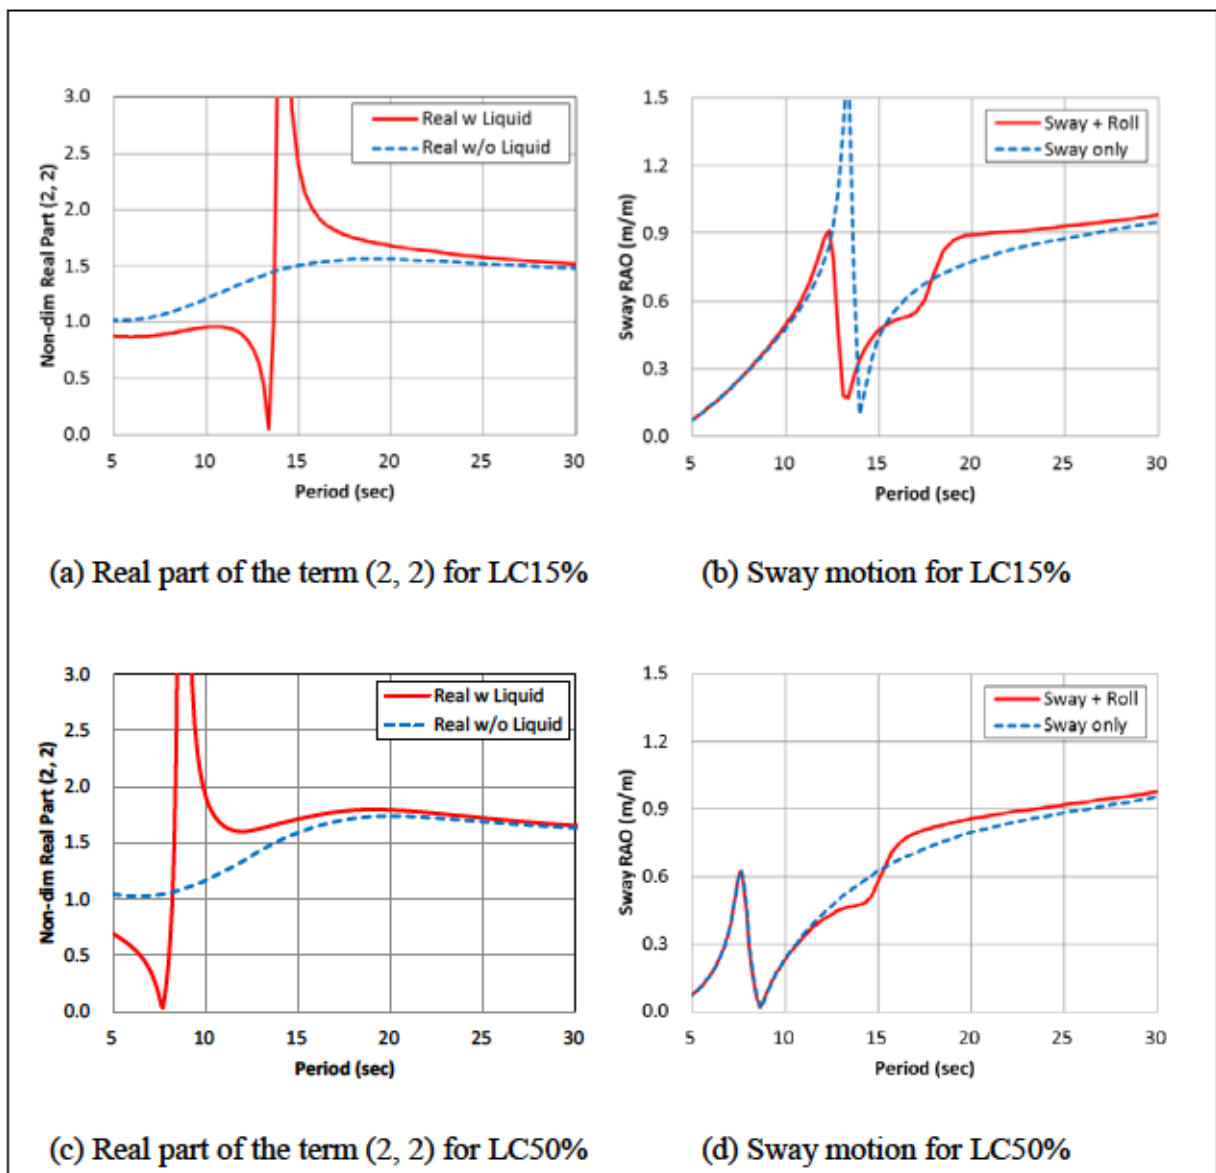 3.0
2.5
2.0
1.5
1.0
0.5
0.0
Non-dim Real Part (2, 2)
Real w Liquid
Real w/o Liquid
5 10 15 20 25 30
Period (sec)
1.5
1.2
0.9
0.6
0.3
0.0
Sway RAO (m/m)
Sway + Roll
Sway only
5 10 15 20 25 30
Period (sec)
(a) Real part of the term (2, 2) for LC15%
(b) Sway motion for LC15%
3.0
2.5
2.0
1.5
1.0
0.5
0.0
Non-dim Real Part (2, 2)
Real w Liquid
Real w/o Liquid
5 10 15 20 25 30
Period (sec)
1.5
1.2
0.9
0.6
0.3
0.0
Sway RAO (m/m)
Sway + Roll
Sway only
5 10 15 20 25 30
Period (sec)
(c) Real part of the term (2, 2) for LC50%
(d) Sway motion for LC50%